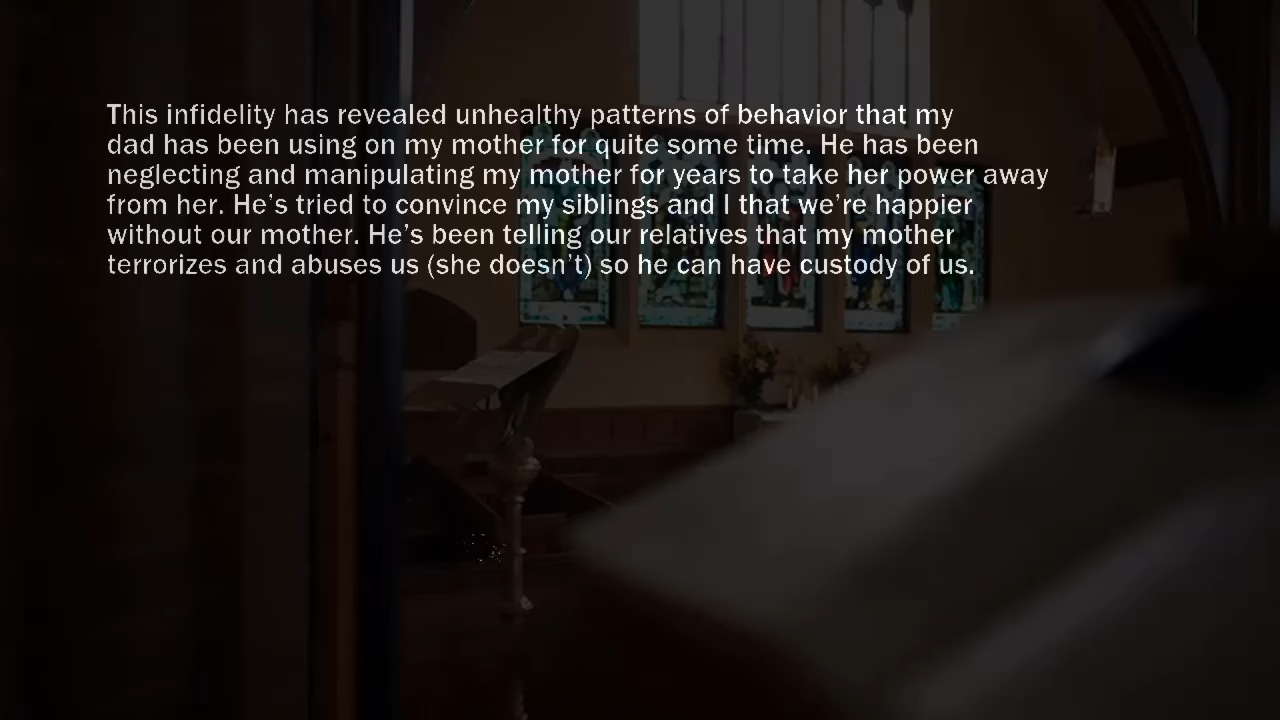 This infidelity has revealed unhealthy patterns of behavior that my
dad has been using on my mother for quite some time. He has been
neglecting and manipulating my mother for years to take her power away
from her. He’s tried to convince my siblings and I that we’re happier
without our mother. He’s been telling our relatives that my mother
terrorizes and abuses us (she doesn’t) so he can have custody of us.